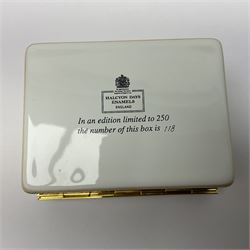 HALCYON DAYS
ENAMELS
ENGLAND
In an edition limited to 250
the number of this box is 118